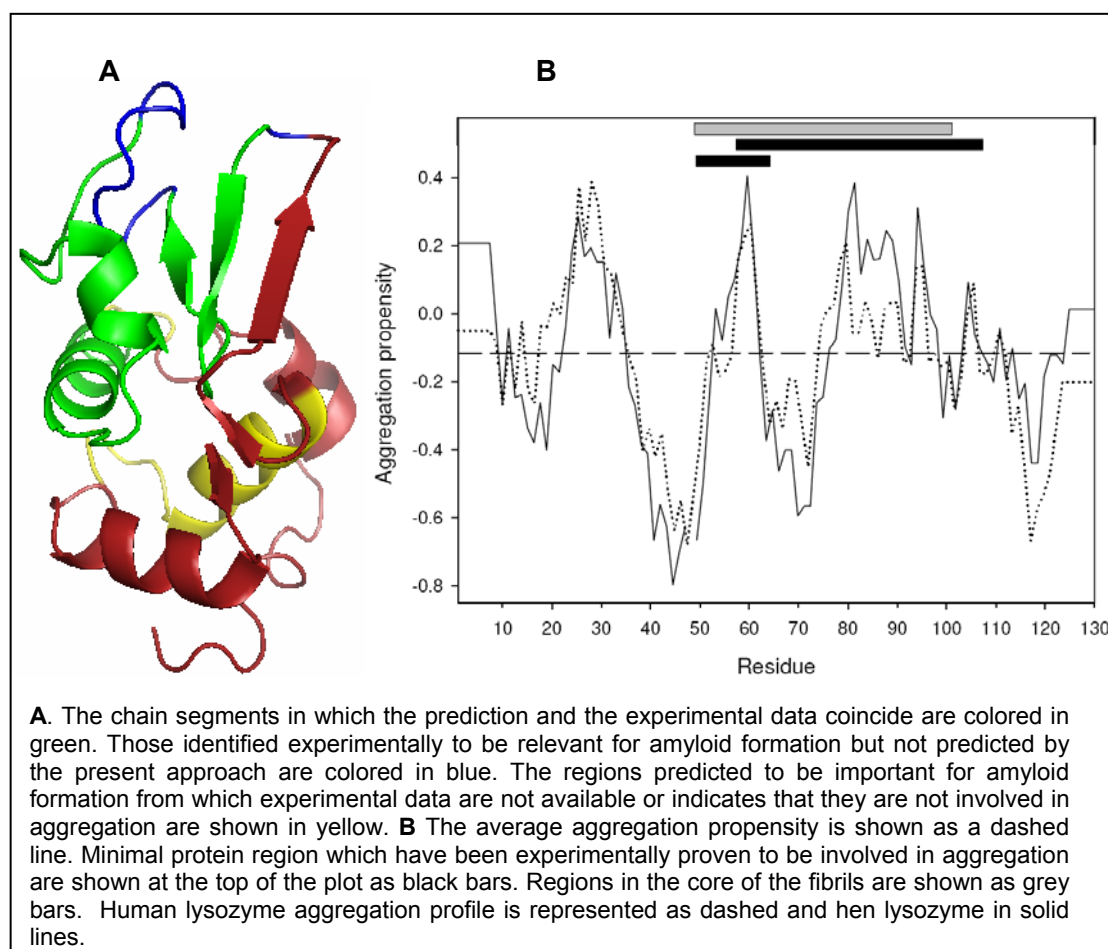 A
B
0.4
0.2
0.0
-0.2
-0.4
-0.6
-0.8
Aggregation propensity
10 20 30 40 50 60 70 80 90 100 110 120 130
Residue
A. The chain segments in which the prediction and the experimental data coincide are colored in
green. Those identified experimentally to be relevant for amyloid formation but not predicted by
the present approach are colored in blue. The regions predicted to be important for amyloid
formation from which experimental data are not available or indicates that they are not involved in
aggregation are shown in yellow. B The average aggregation propensity is shown as a dashed
line. Minimal protein region which have been experimentally proven to be involved in aggregation
are shown at the top of the plot as black bars. Regions in the core of the fibrils are shown as grey
bars. Human lysozyme aggregation profile is represented as dashed and hen lysozyme in solid
lines.